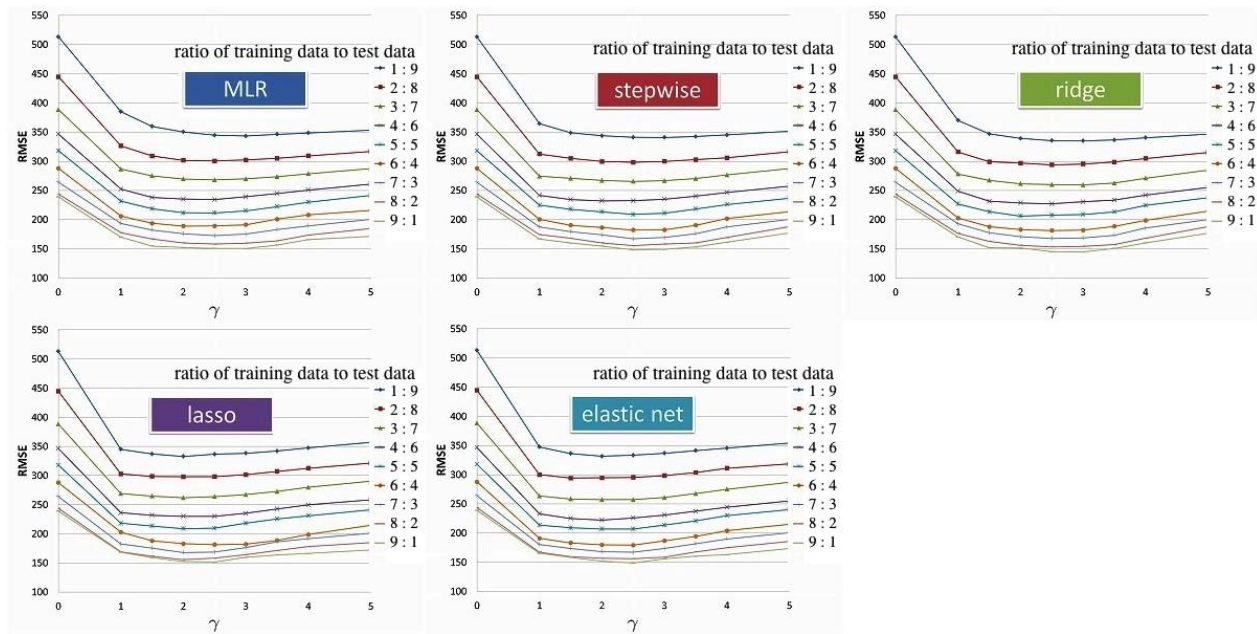 550
500
450
400
350
300
250
200
150
100
RMSE
0 1 2 3 4 5
γ
ratio of training data to test data
MLR
1 : 9
2 : 8
3 : 7
4 : 6
5 : 5
6 : 4
7 : 3
8 : 2
9 : 1
550
500
450
400
350
300
250
200
150
100
RMSE
0 1 2 3 4 5
γ
ratio of training data to test data
stepwise
1 : 9
2 : 8
3 : 7
4 : 6
5 : 5
6 : 4
7 : 3
8 : 2
9 : 1
550
500
450
400
350
300
250
200
150
100
RMSE
0 1 2 3 4 5
γ
ratio of training data to test data
ridge
1 : 9
2 : 8
3 : 7
4 : 6
5 : 5
6 : 4
7 : 3
8 : 2
9 : 1
550
500
450
400
350
300
250
200
150
100
RMSE
0 1 2 3 4 5
γ
ratio of training data to test data
lasso
1 : 9
2 : 8
3 : 7
4 : 6
5 : 5
6 : 4
7 : 3
8 : 2
9 : 1
550
500
450
400
350
300
250
200
150
100
RMSE
0 1 2 3 4 5
γ
ratio of training data to test data
elastic net
1 : 9
2 : 8
3 : 7
4 : 6
5 : 5
6 : 4
7 : 3
8 : 2
9 : 1